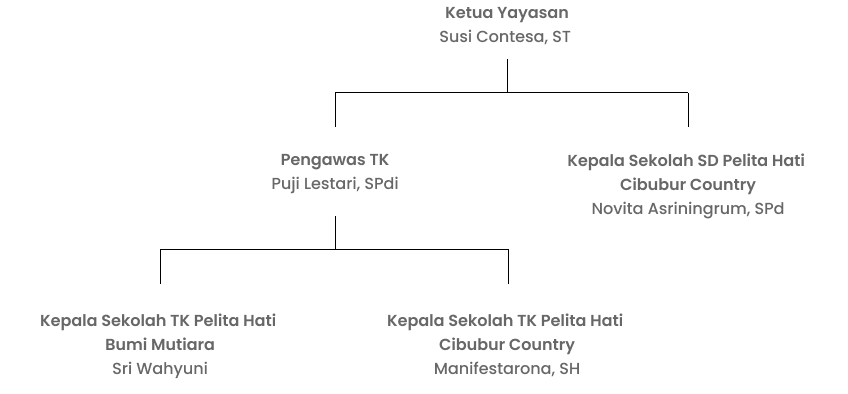 Ketua Yayasan
Susi Contesa, ST
Pengawas TK
Puji Lestari, SPdi
Kepala Sekolah SD Pelita Hati
Cibubur Country
Novita Asriningrum, SPd
Kepala Sekolah TK Pelita Hati
Bumi Mutiara
Sri Wahyuni
Kepala Sekolah TK Pelita Hati
Cibubur Country
Manifestarona, SH